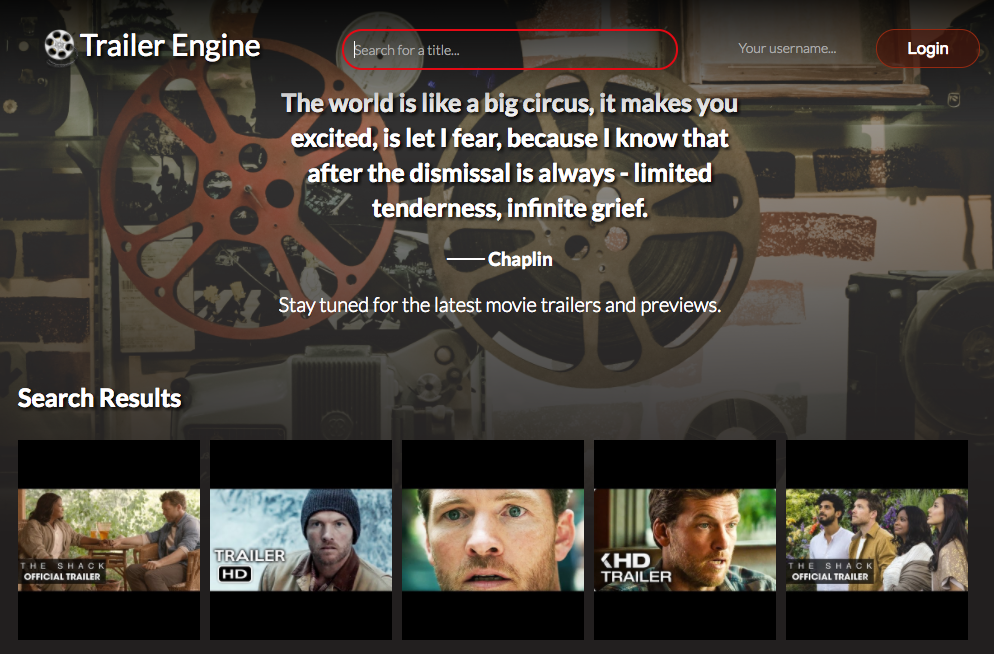 Trailer Engine
Search for a title...
Your username...
Login
The world is like a big circus, it makes you
excited, is let I fear, because I know that
after the dismissal is always - limited
tenderness, infinite grief.
—— Chaplin
Stay tuned for the latest movie trailers and previews.
Search Results
THE SHACK
OFFICIAL TRAILER
TRAILER
HD
HD
TRAILER
THE SHACK
OFFICIAL TRAILER